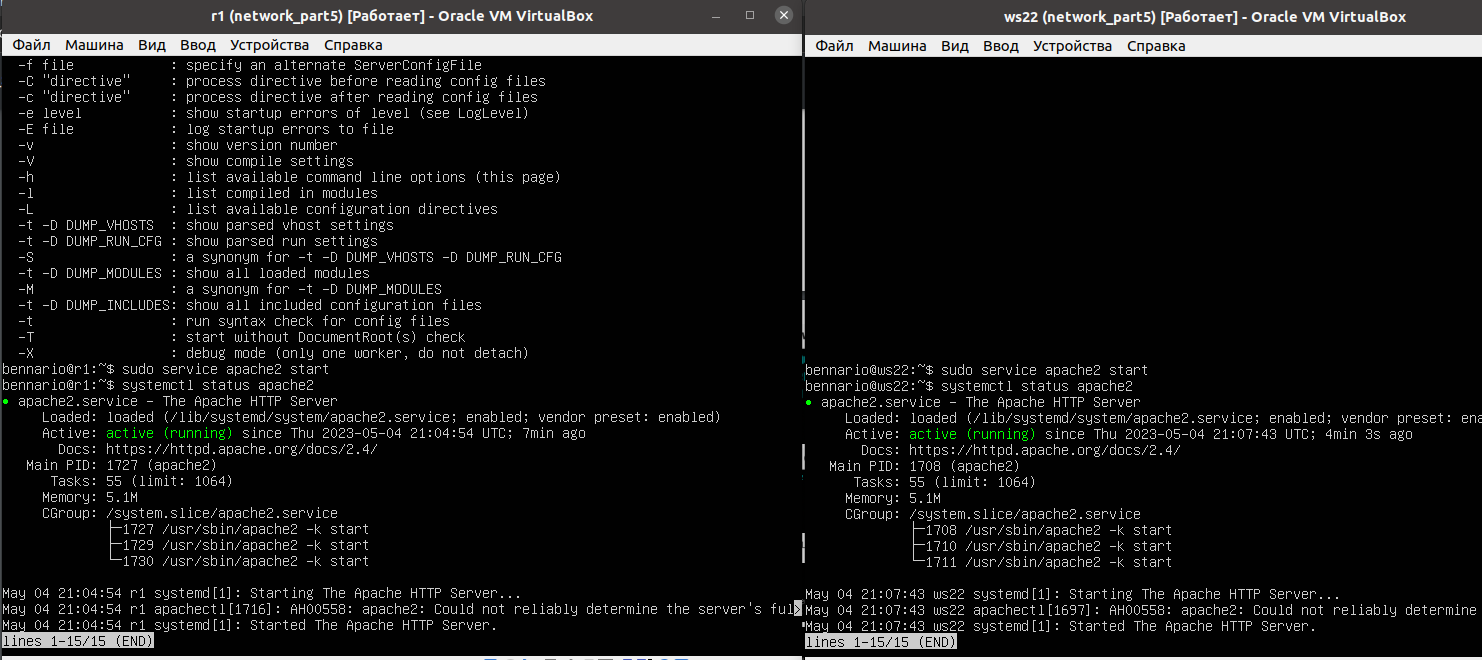 r1 (network_part5) [Работает] - Oracle VM VirtualBox
Файл Машина Вид Ввод Устройства Справка
-f file : specify an alternate ServerConfigFile
-C "directive" : process directive before reading config files
-c "directive" : process directive after reading config files
-e level : show startup errors of level (see LogLevel)
-E file : log startup errors to file
-v : show version number
-V : show compile settings
-h : list available command line options (this page)
-l : list compiled in modules
-L : list available configuration directives
-t -D DUMP_VHOSTS : show parsed vhost settings
-t -D DUMP_RUN_CFG : show parsed run settings
-S : a synonym for -t -D DUMP_VHOSTS -D DUMP_RUN_CFG
-t -D DUMP_MODULES : show all loaded modules
-M : a synonym for -t -D DUMP_MODULES
-t -D DUMP_INCLUDES: show all included configuration files
-t : run syntax check for config files
-T : start without DocumentRoot(s) check
-X : debug mode (only one worker, do not detach)
bennario@r1:~$ sudo service apache2 start
bennario@r1:~$ systemctl status apache2
● apache2.service - The Apache HTTP Server
Loaded: loaded (/lib/systemd/system/apache2.service; enabled; vendor preset: enabled)
Active: active (running) since Thu 2023-05-04 21:04:54 UTC; 7min ago
Docs: https://httpd.apache.org/docs/2.4/
Main PID: 1727 (apache2)
Tasks: 55 (limit: 1064)
Memory: 5.1M
CGroup: /system.slice/apache2.service
├─1727 /usr/sbin/apache2 -k start
├─1729 /usr/sbin/apache2 -k start
└─1730 /usr/sbin/apache2 -k start
May 04 21:04:54 r1 systemd[1]: Starting The Apache HTTP Server...
May 04 21:04:54 r1 apachectl[1716]: AH00558: apache2: Could not reliably determine the server's ful>
May 04 21:04:54 r1 systemd[1]: Started The Apache HTTP Server.
lines 1-15/15 (END)
ws22 (network_part5) [Работает] - Oracle VM VirtualBox
Файл Машина Вид Ввод Устройства Справка
bennario@ws22:~$ sudo service apache2 start
bennario@ws22:~$ systemctl status apache2
● apache2.service - The Apache HTTP Server
Loaded: loaded (/lib/systemd/system/apache2.service; enabled; vendor preset: ena
Active: active (running) since Thu 2023-05-04 21:07:43 UTC; 4min 3s ago
Docs: https://httpd.apache.org/docs/2.4/
Main PID: 1708 (apache2)
Tasks: 55 (limit: 1064)
Memory: 5.1M
CGroup: /system.slice/apache2.service
├─1708 /usr/sbin/apache2 -k start
├─1710 /usr/sbin/apache2 -k start
└─1711 /usr/sbin/apache2 -k start
May 04 21:07:43 ws22 systemd[1]: Starting The Apache HTTP Server...
May 04 21:07:43 ws22 apachectl[1697]: AH00558: apache2: Could not reliably determine
May 04 21:07:43 ws22 systemd[1]: Started The Apache HTTP Server.
lines 1-15/15 (END)